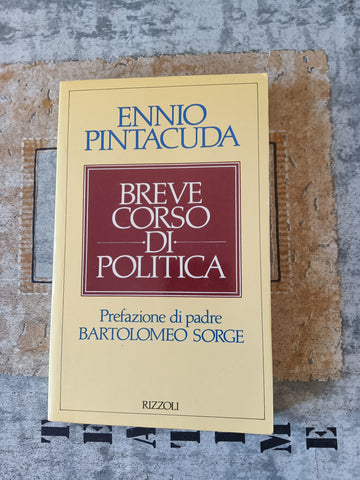 ENNIO
PINTACUDA
BREVE
CORSO
·DI·
POLITICA
Prefazione di padre
BARTOLOMEO SORGE
RIZZOLI